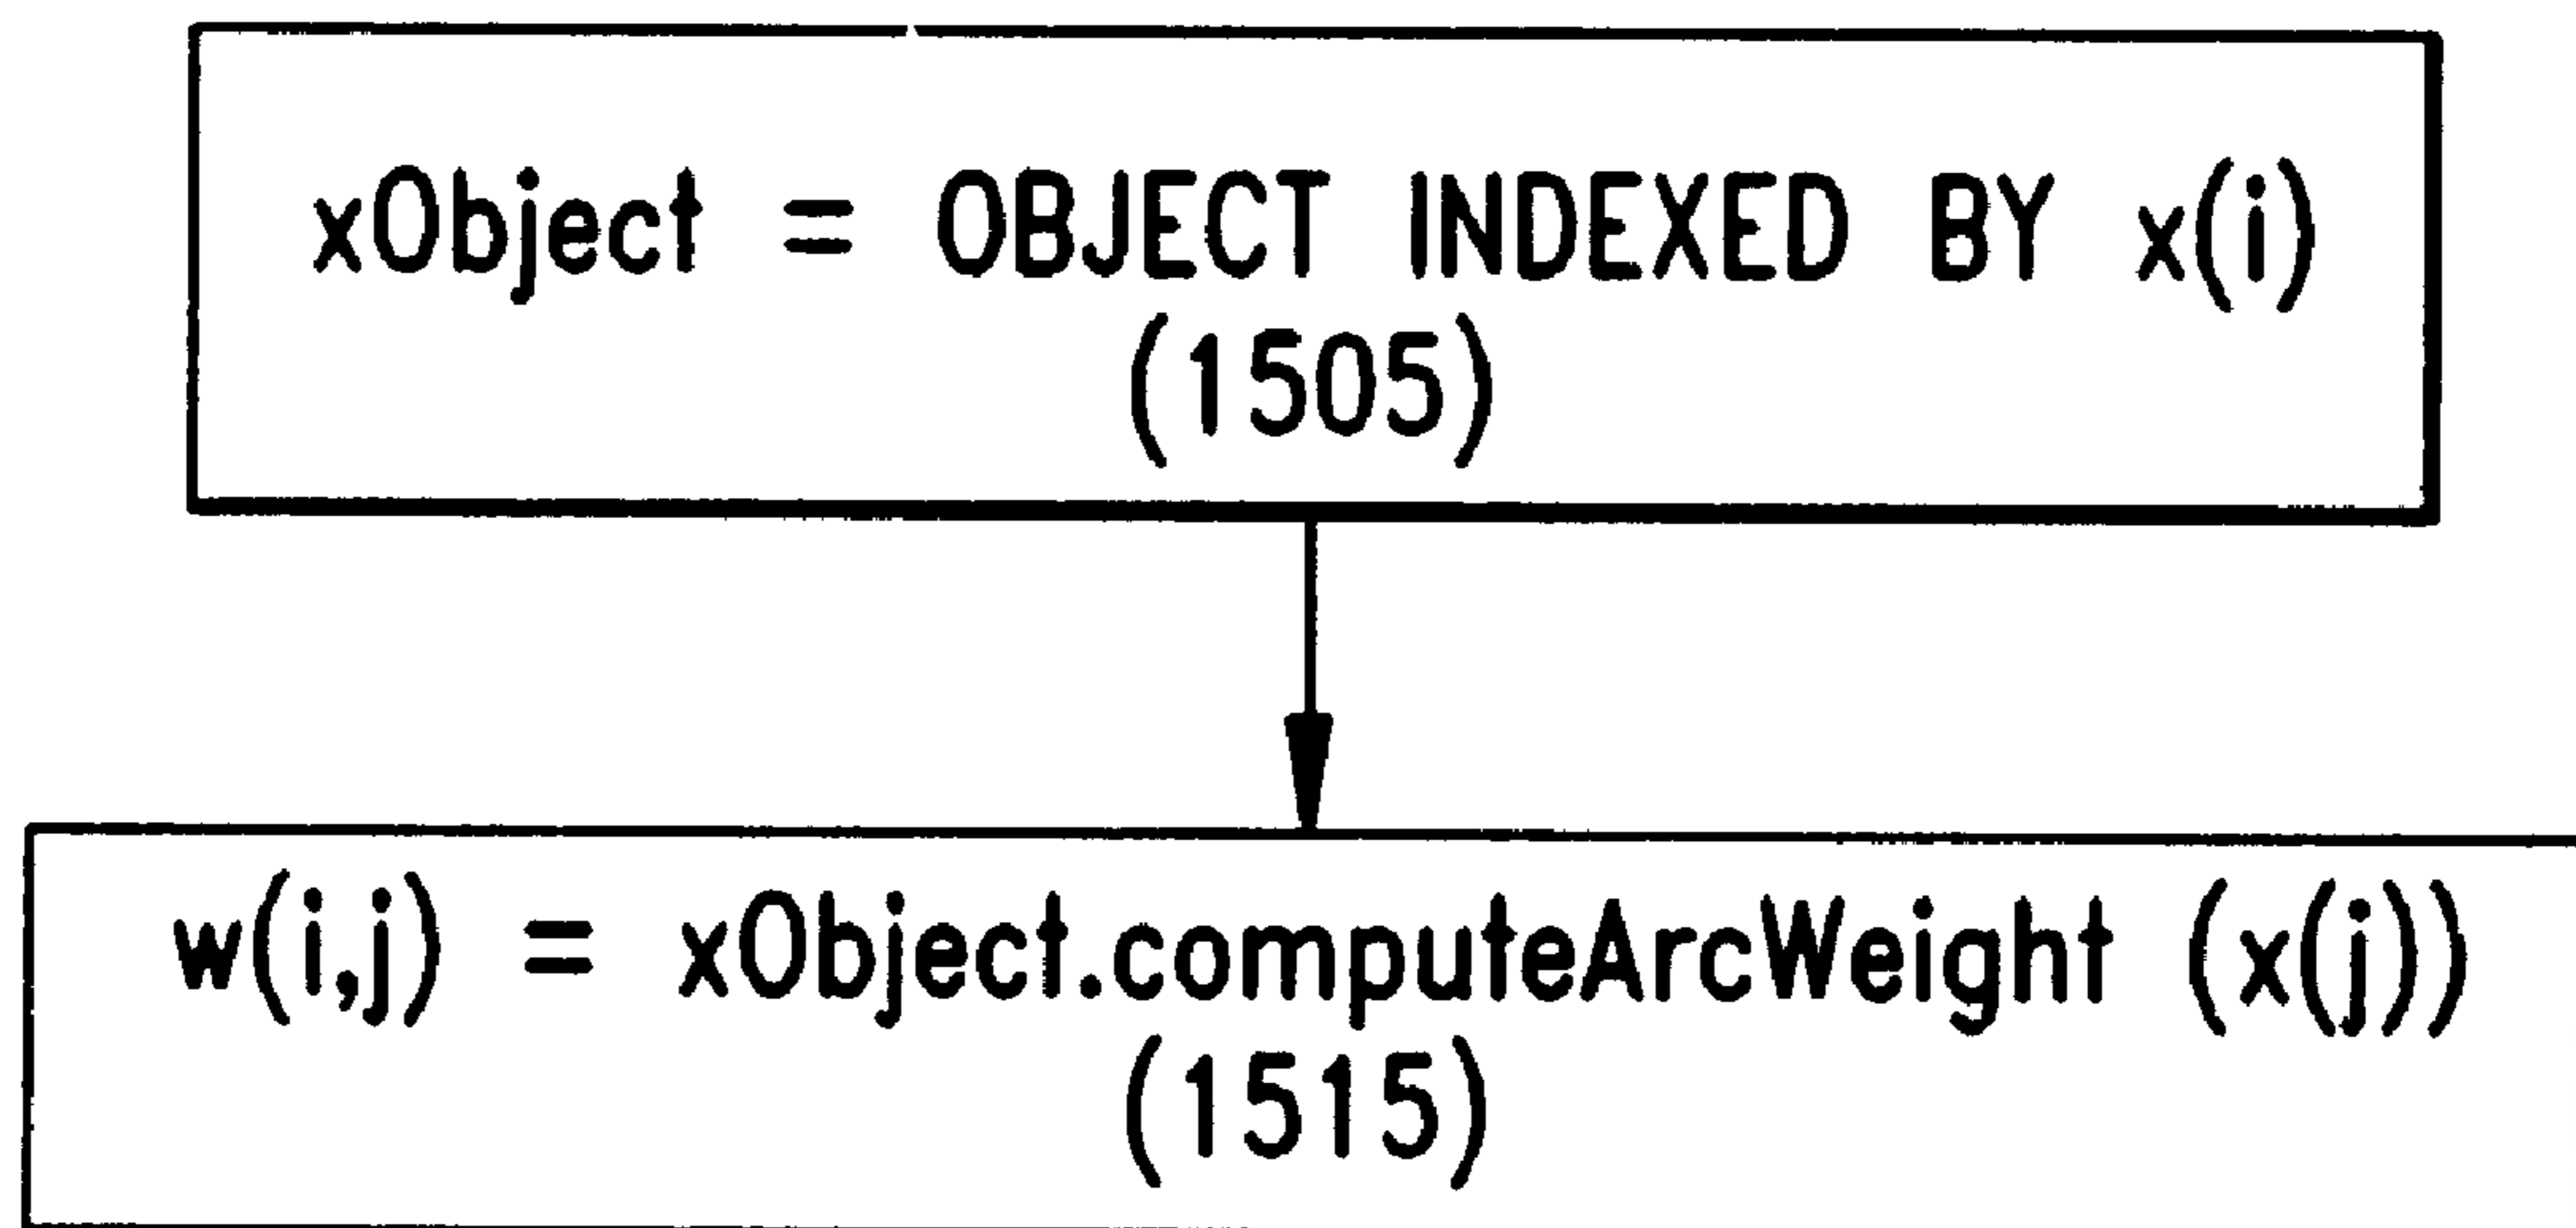 xObject = OBJECT INDEXED BY x(i)
(1505)
w(i,j) = xObject.computeArcWeight (x(j))
(1515)